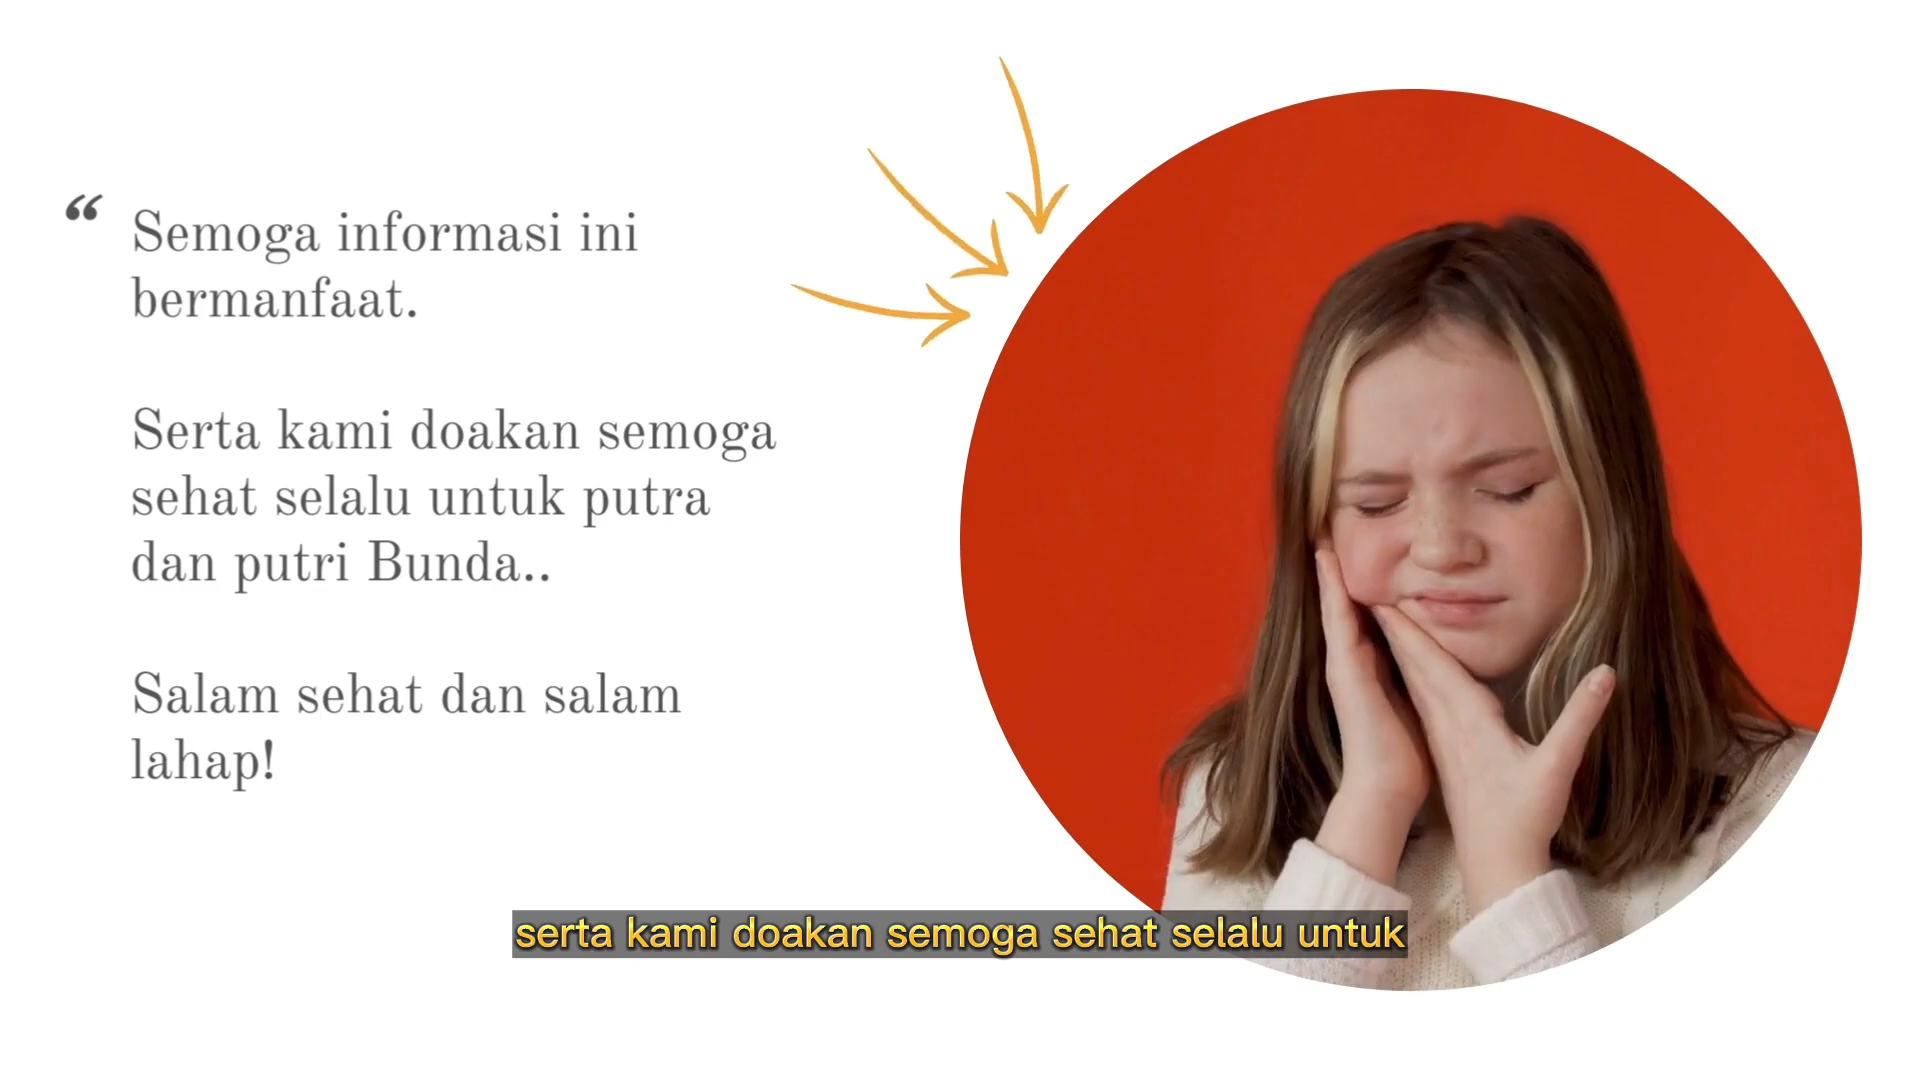 “ Semoga informasi ini
bermanfaat.
Serta kami doakan semoga
sehat selalu untuk putra
dan putri Bunda..
Salam sehat dan salam
lahap!
serta kami doakan semoga sehat selalu untuk